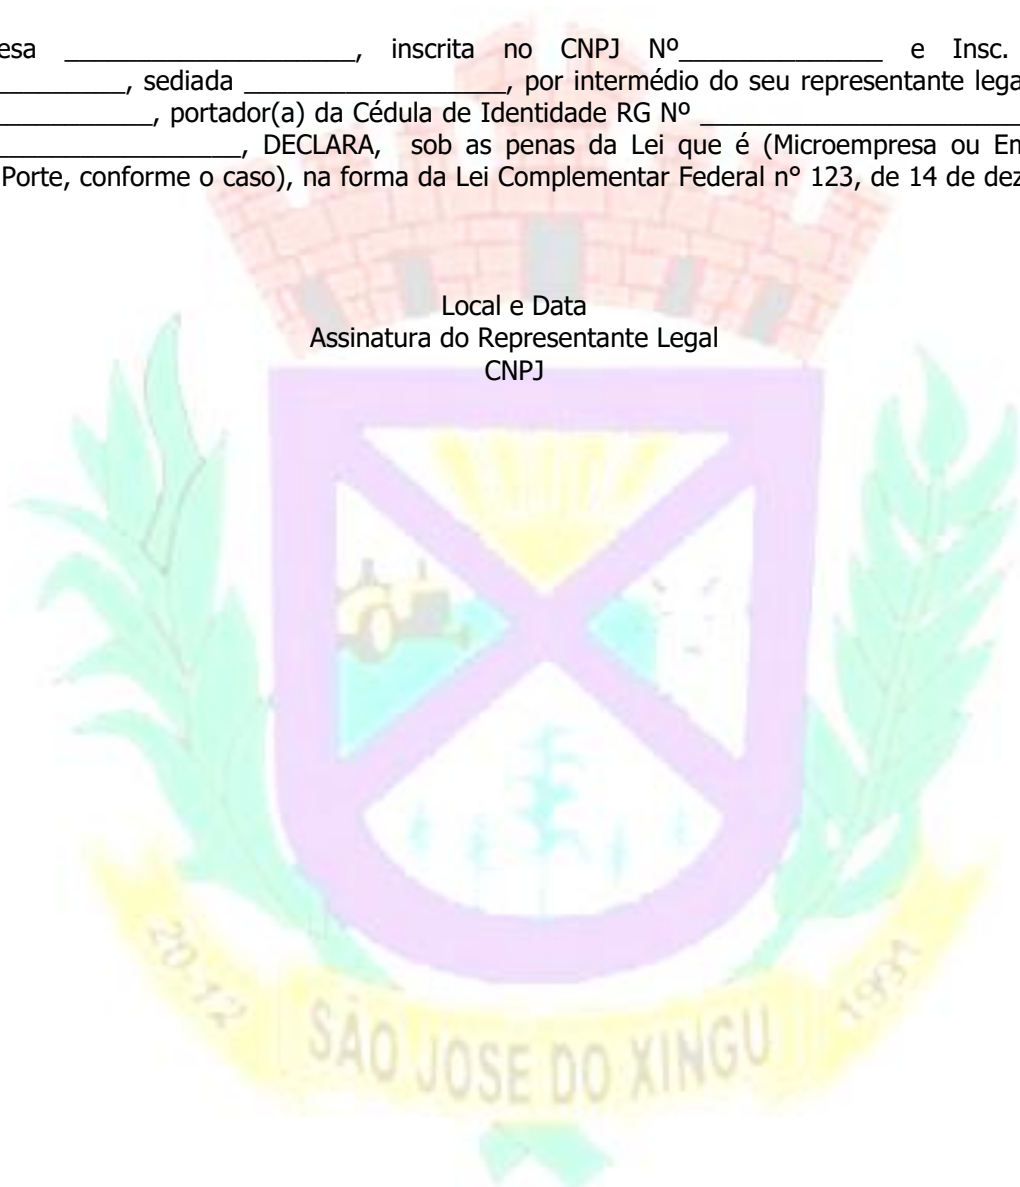 esa ____________________, inscrita no CNPJ Nº______________ e Insc.
_________, sediada __________________, por intermédio do seu representante lega
___________, portador(a) da Cédula de Identidade RG Nº ______________________
_________________, DECLARA, sob as penas da Lei que é (Microempresa ou Em
Porte, conforme o caso), na forma da Lei Complementar Federal n° 123, de 14 de dez
Local e Data
Assinatura do Representante Legal
CNPJ
20-12
SÃO JOSE DO XINGU
1991